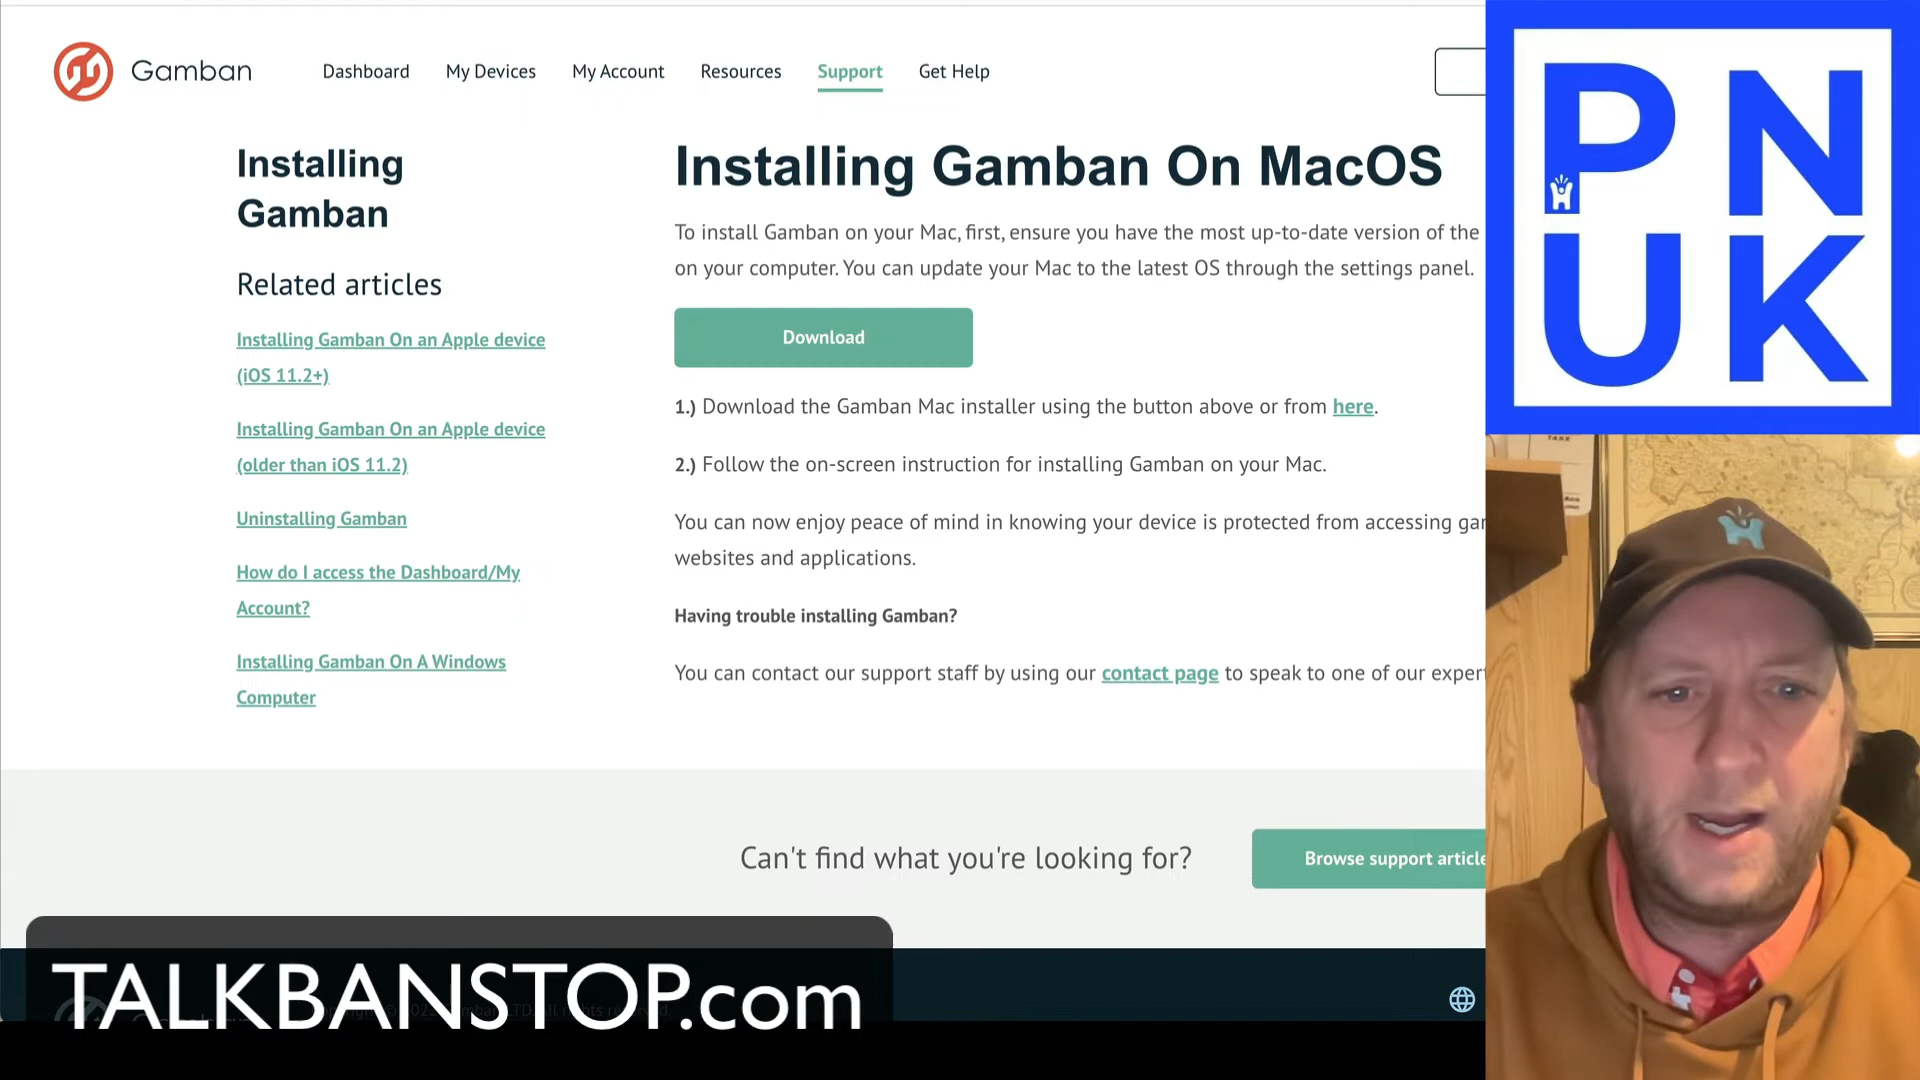 Gamban
Dashboard
My Devices
My Account
Resources
Support
Get Help
Installing
Gamban
Related articles
Installing Gamban On an Apple device
(iOS 11.2+)
Installing Gamban On an Apple device
(older than iOS 11.2)
Uninstalling Gamban
How do I access the Dashboard/My
Account?
Installing Gamban On A Windows
Computer
Installing Gamban On MacOS
To install Gamban on your Mac, first, ensure you have the most up-to-date version of the
on your computer. You can update your Mac to the latest OS through the settings panel.
Download
1.) Download the Gamban Mac installer using the button above or from here.
2.) Follow the on-screen instruction for installing Gamban on your Mac.
You can now enjoy peace of mind in knowing your device is protected from accessing
websites and applications.
Having trouble installing Gamban?
You can contact our support staff by using our contact page to speak to one of our
Can't find what you're looking for?
Browse support
TALKBANSTOP.com
P N
U K
TAKE